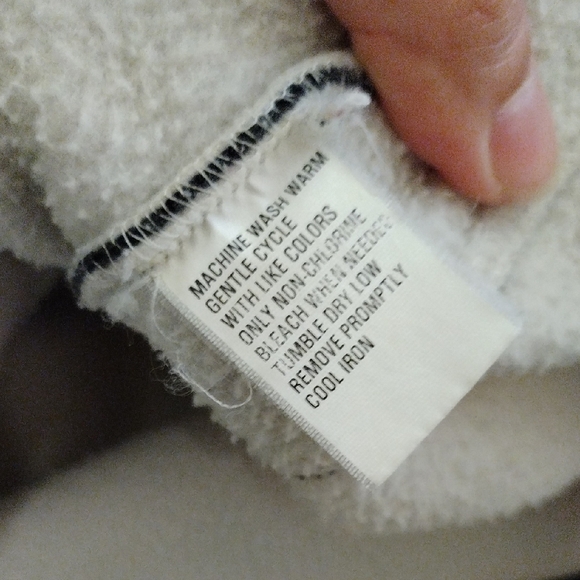 MACHINE WASH WARM
GENTLE CYCLE
WITH LIKE COLORS
ONLY NON-CHLORINE
BLEACH WHEN NEEDED
TUMBLE DRY LOW
REMOVE PROMPTLY
COOL IRON